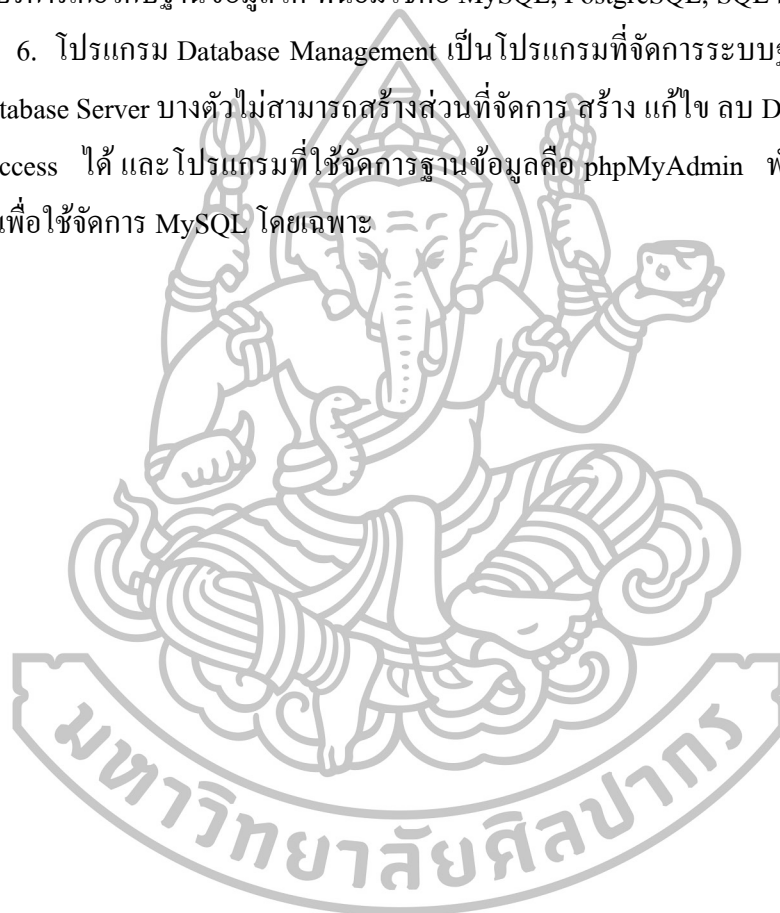 MySQL, PostgreSQL, SQL
6. โปรแกรม Database Management เป็นโปรแกรมที่จัดการระบบฐ
tabase Server บางตัวไม่สามารถสร้างส่วนที่จัดการ สร้าง แก้ไข ลบ D
ccess ได้ และโปรแกรมที่ใช้จัดการฐานข้อมูลคือ phpMyAdmin พั
นเพื่อใช้จัดการ MySQL โดยเฉพาะ
มหาวิทยาลัยศิลปากร